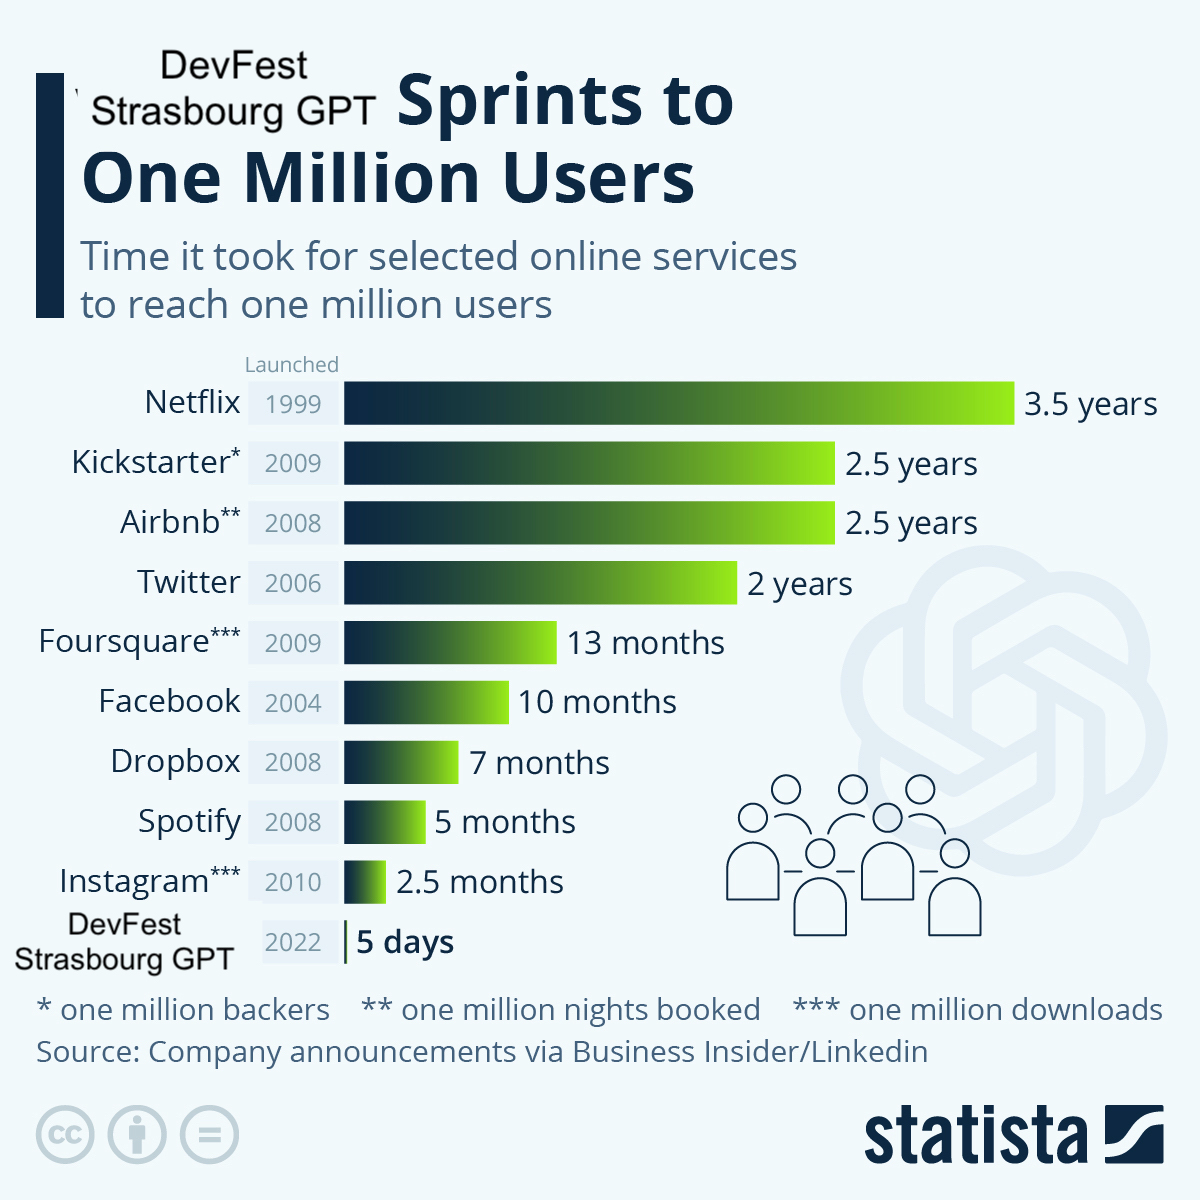 DevFest
Strasbourg GPT Sprints to
One Million Users
Time it took for selected online services
to reach one million users
Launched
Netflix 1999 3.5 years
Kickstarter* 2009 2.5 years
Airbnb** 2008 2.5 years
Twitter 2006 2 years
Foursquare*** 2009 13 months
Facebook 2004 10 months
Dropbox 2008 7 months
Spotify 2008 5 months
Instagram*** 2010 2.5 months
DevFest
Strasbourg GPT 2022 5 days
* one million backers ** one million nights booked *** one million downloads
Source: Company announcements via Business Insider/Linkedin
cc = statista